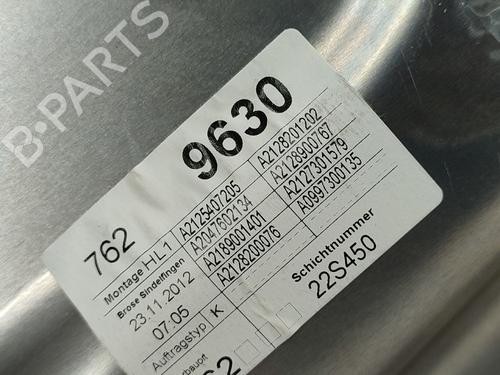 B-PARTS
762
9630
Montage HL1
Brose Sindelfingen
23.11.2012
07:05
Auftragstyp K
A2125407205
A2047602134
A2189001401
A2128200076
A2128201202
A2128900767
A2127301579
A0997300135
Schichtnummer
22S450